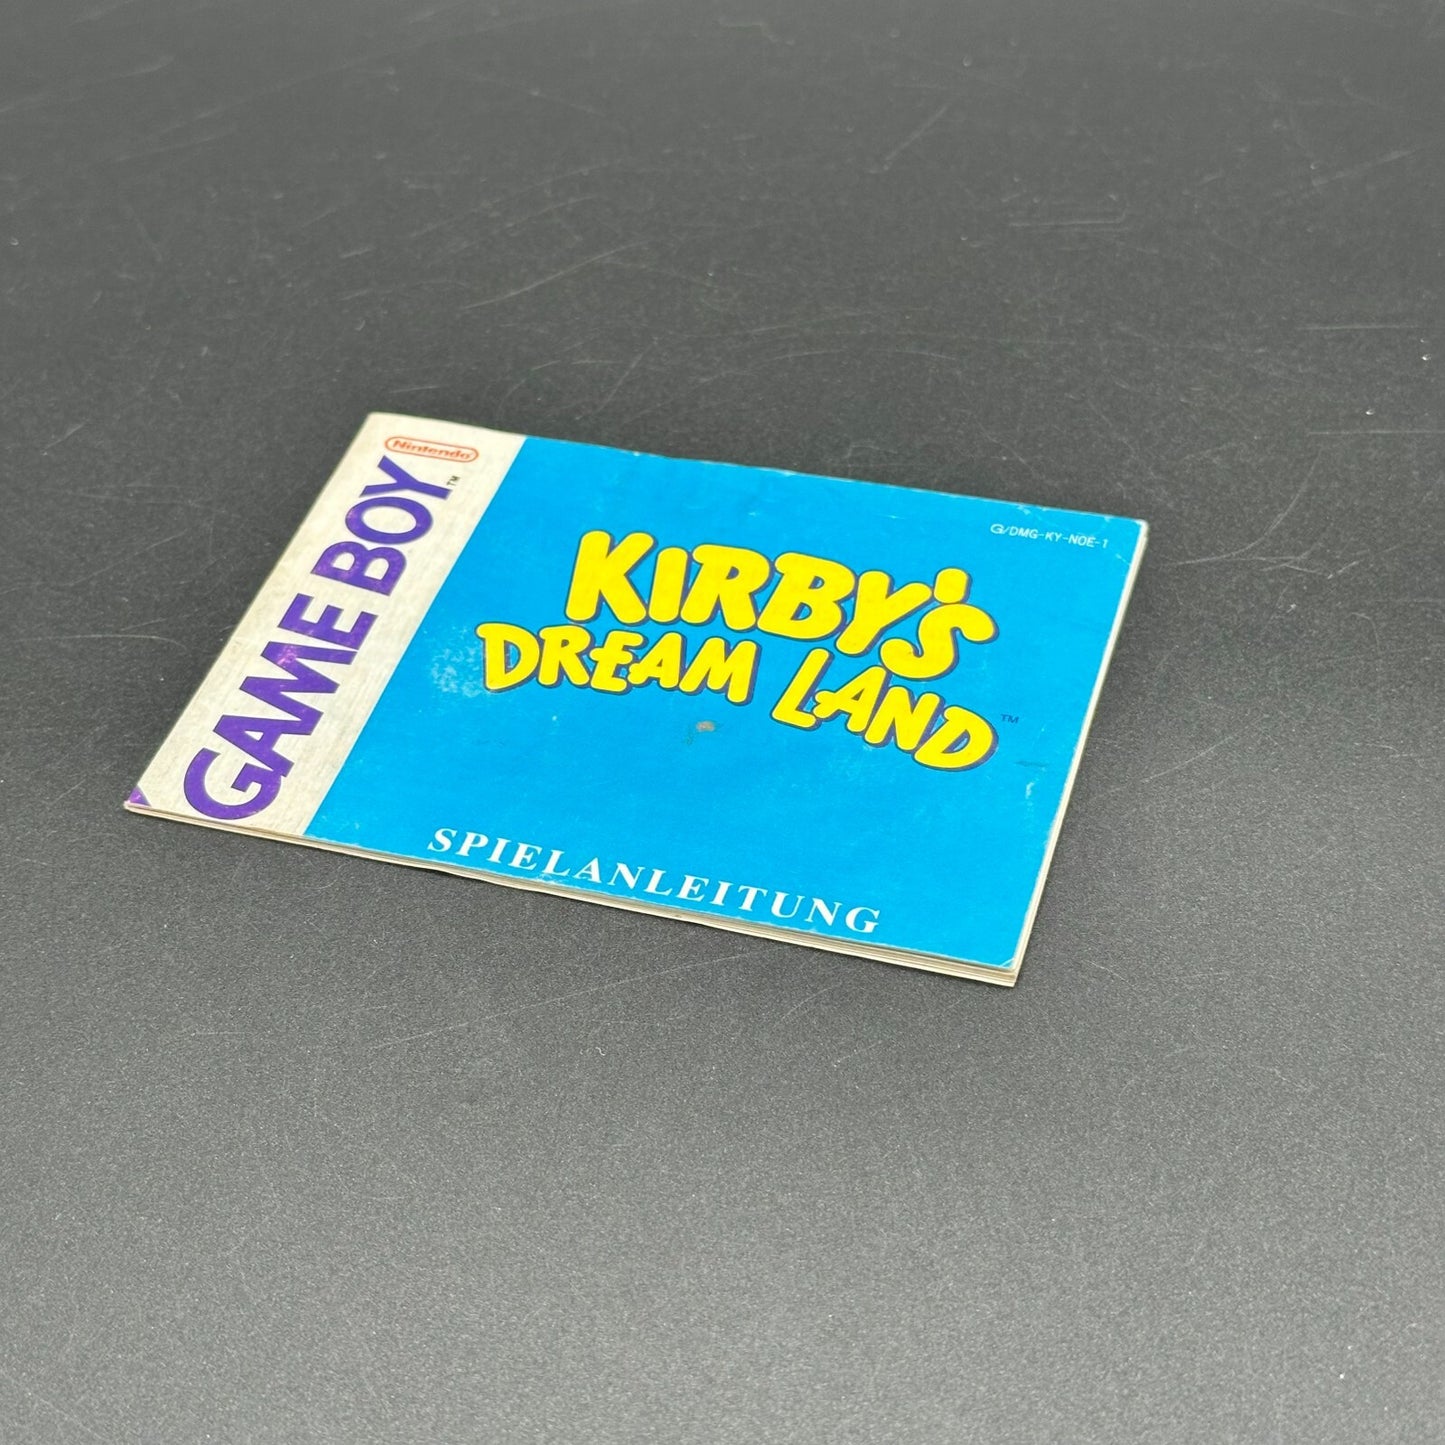 Nintendo
GAME BOY™
G/DMG-KY-NOE-1
KIRBY'S
DREAM LAND™
SPIELANLEITUNG